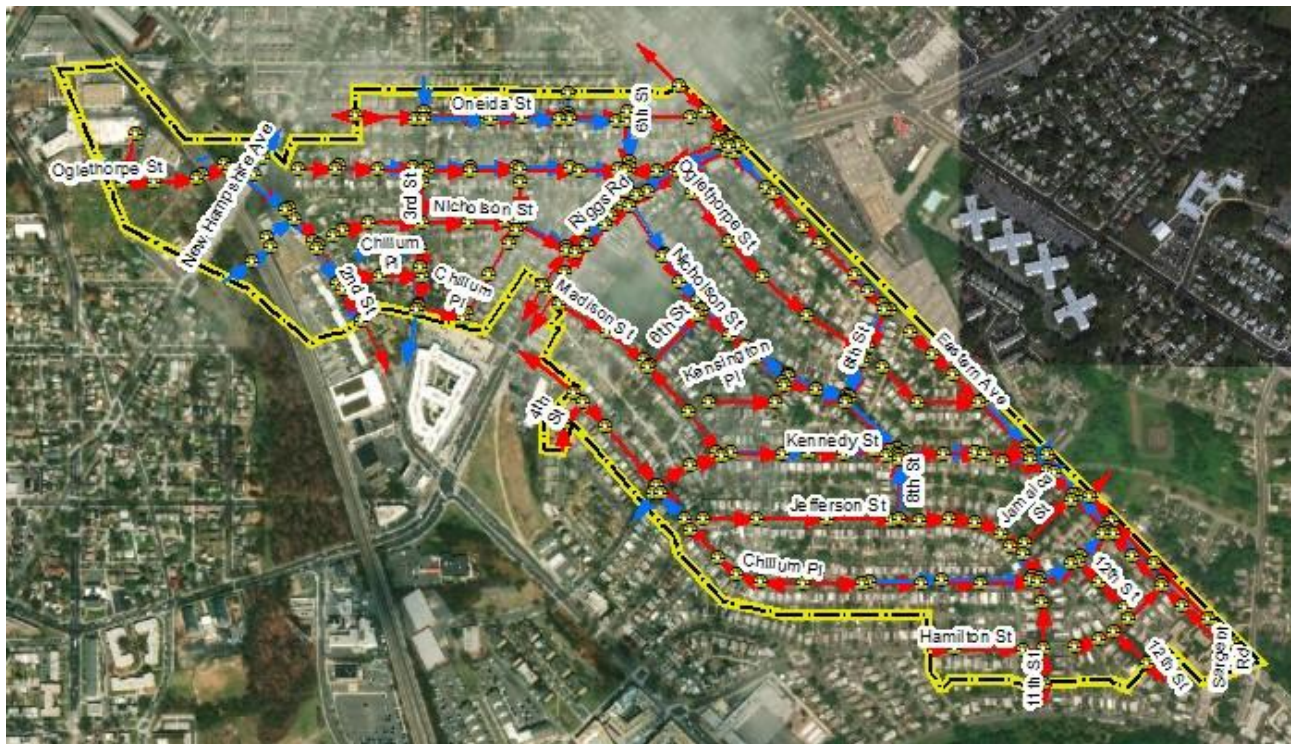 Oneida St
6th St
Oglethorpe St
New Hampshire Ave
3rd St
Nicholson St
Riggs Rd
Oglethorpe St
Chillum
Pl
Chillum
Pl
2nd St
Madison St
6th St
Nicholson St
Kensington
Pl
8th St
Eastern Ave
4th
St
Kennedy St
8th St
Jefferson St
Jamaica
St
Chillum Pl
12th St
Hamilton St
11th St
12th St
Sargent
Rd